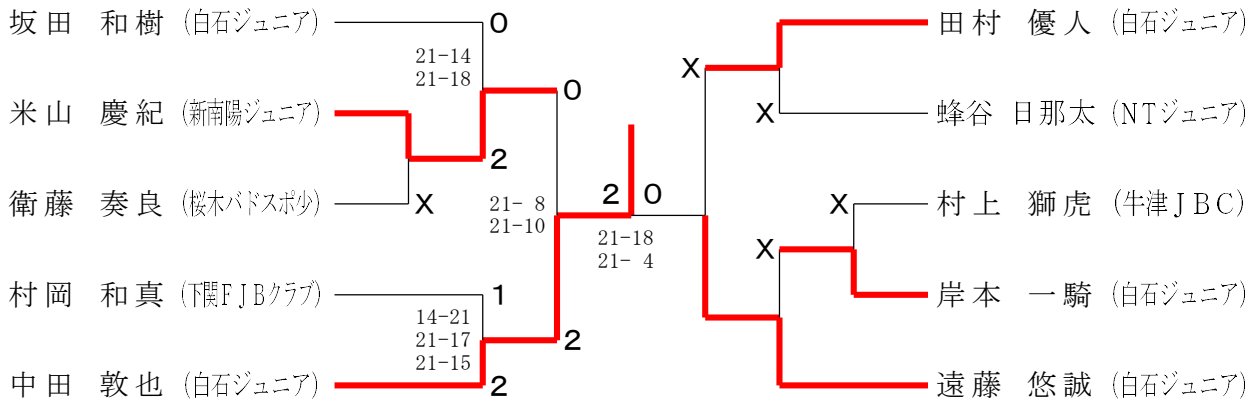 坂田 和樹 (白石ジュニア)
0
21-14
21-18
0
米山 慶紀 (新南陽ジュニア)
2
衛藤 奏良 (桜木バドスポ少)
X
21- 8
21-10
2 0
21-18
21- 4
村岡 和真 (下関FJBクラブ)
1
14-21
21-17
21-15
2
中田 敦也 (白石ジュニア)
2
田村 優人 (白石ジュニア)
X
X
蜂谷 日那太 (NTジュニア)
X
村上 獅虎 (牛津JBC)
X
岸本 一騎 (白石ジュニア)
遠藤 悠誠 (白石ジュニア)